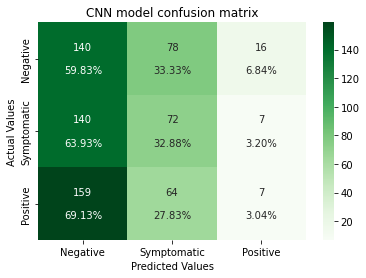 CNN model confusion matrix
Actual Values
Negative
Symptomatic
Positive
140 78 16
59.83% 33.33% 6.84%
140 72 7
63.93% 32.88% 3.20%
159 64 7
69.13% 27.83% 3.04%
Negative Symptomatic Positive
Predicted Values
140
120
100
80
60
40
20